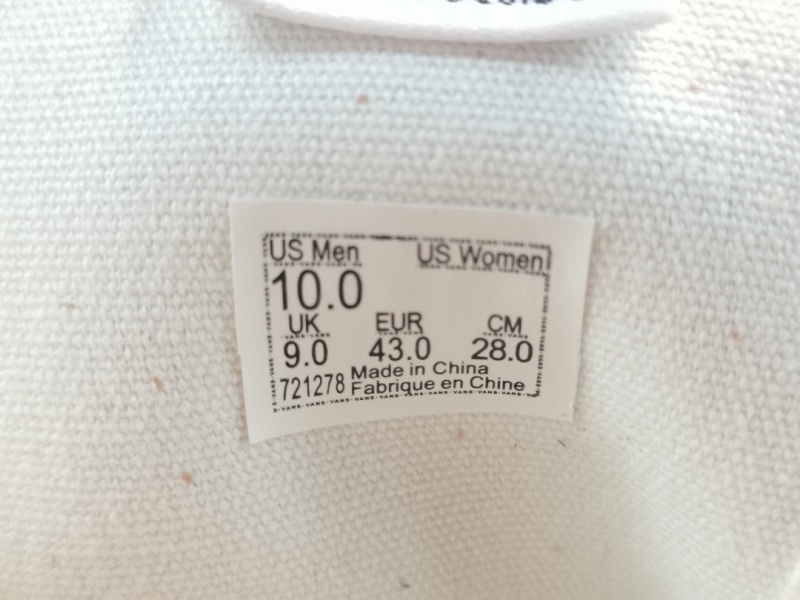 US Men US Women
10.0
UK EUR CM
9.0 43.0 28.0
Made in China
721278 Fabrique en Chine